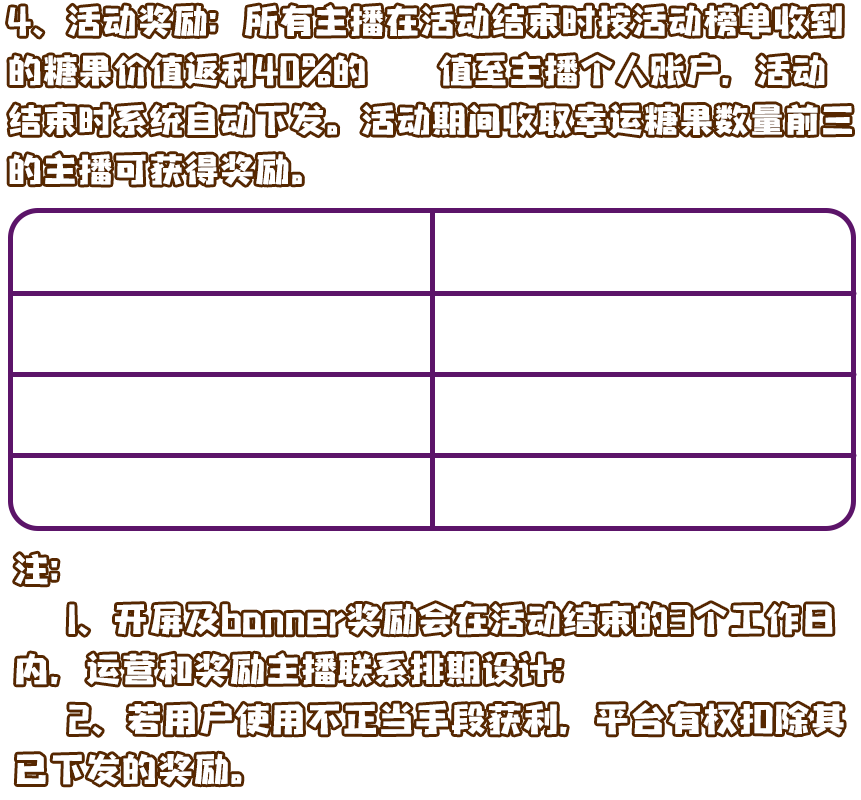 4、活动奖励：所有主播在活动结束时按活动榜单收到
的糖果价值返利40%的 值至主播个人账户，活动
结束时系统自动下发。活动期间收取幸运糖果数量前三
的主播可获得奖励。
注：
1、开屏及banner奖励会在活动结束的3个工作日
内，运营和奖励主播联系排期设计；
2、若用户使用不正当手段获利，平台有权扣除其
已下发的奖励。